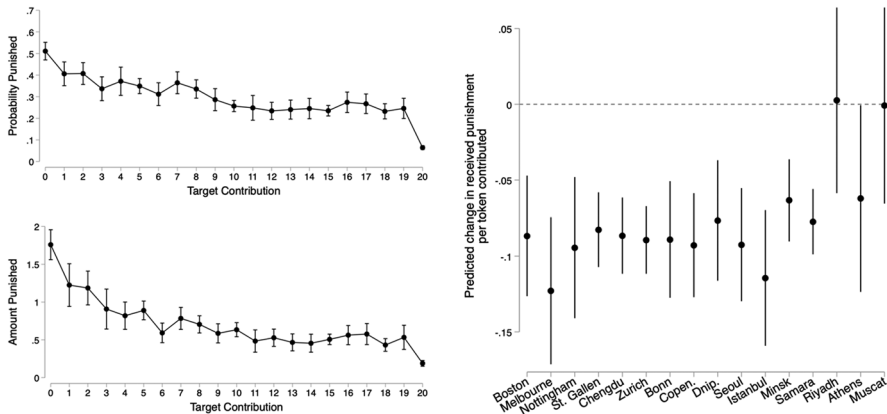 .7
.6
.5
.4
.3
.2
.1
0
Probability Punished
0 1 2 3 4 5 6 7 8 9 10 11 12 13 14 15 16 17 18 19 20
Target Contribution
2
1.5
1
.5
0
Amount Punished
0 1 2 3 4 5 6 7 8 9 10 11 12 13 14 15 16 17 18 19 20
Target Contribution
.05
0
-.05
-.1
-.15
Predicted change in received punishment
per token contributed
Boston
Melbourne
Nottingham
St. Gallen
Chengdu
Zurich
Bonn
Copen.
Dnip.
Seoul
Istanbul
Minsk
Samara
Riyadh
Athens
Muscat